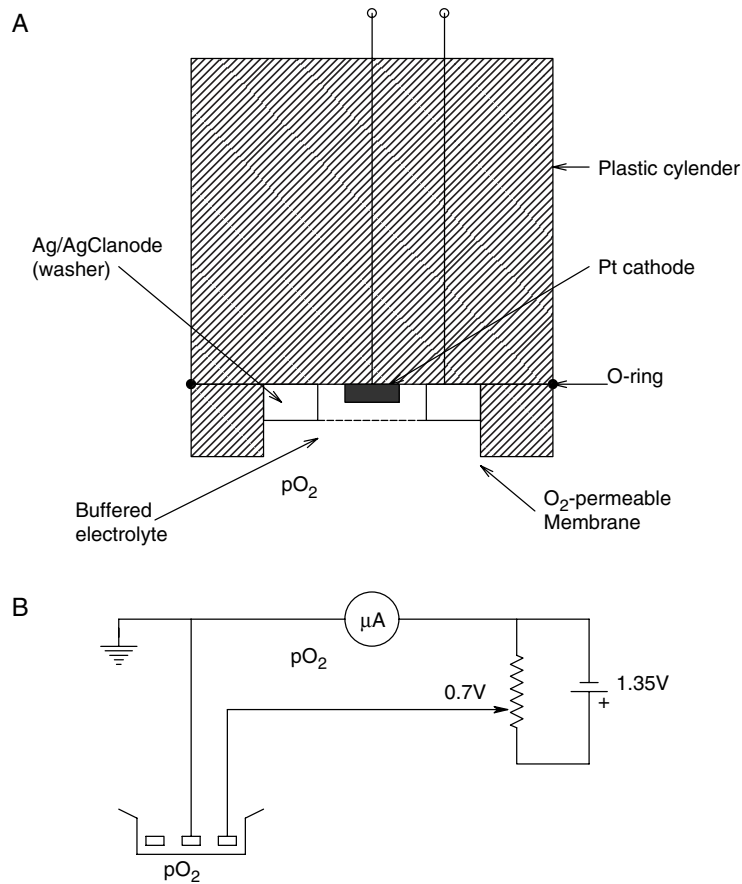 A
Plastic cylender
Ag/AgClanode
(washer)
Pt cathode
O-ring
pO₂
Buffered
electrolyte
O₂-permeable
Membrane
B
μA
pO₂
0.7V
1.35V
+
pO₂